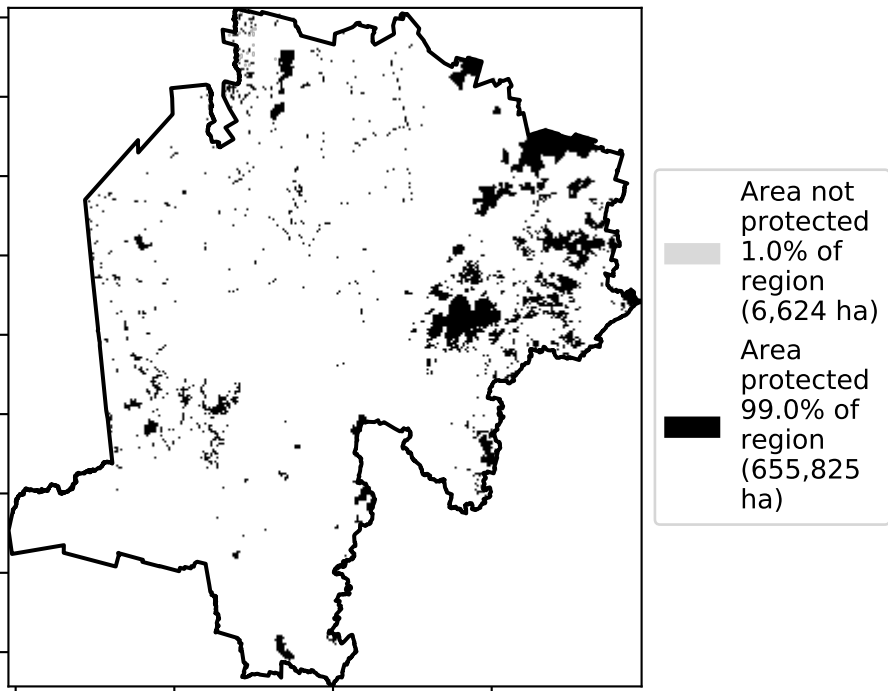 Area not
protected
1.0% of
region
(6,624 ha)
Area
protected
99.0% of
region
(655,825
ha)